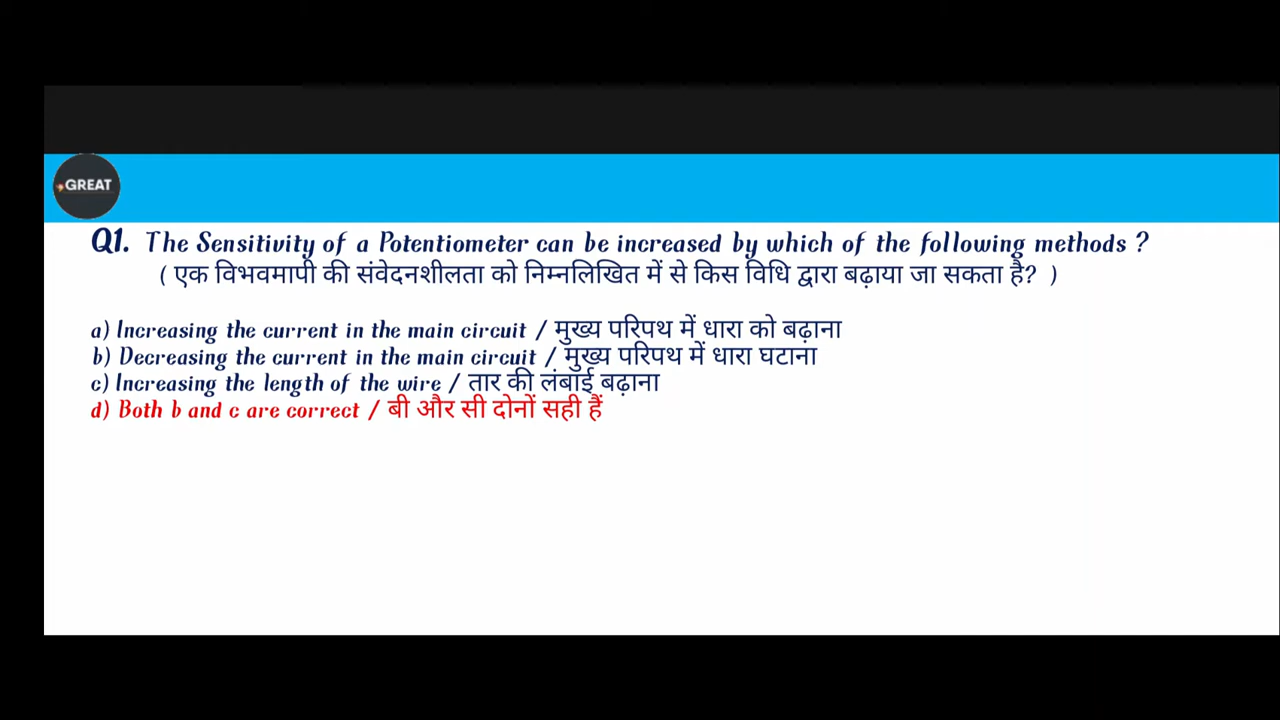 GREAT
Q1. The Sensitivity of a Potentiometer can be increased by which of the following methods ?
( एक विभवमापी की संवेदनशीलता को निम्नलिखित में से किस विधि द्वारा बढ़ाया जा सकता है? )
a) Increasing the current in the main circuit / मुख्य परिपथ में धारा को बढ़ाना
b) Decreasing the current in the main circuit / मुख्य परिपथ में धारा घटाना
c) Increasing the length of the wire / तार की लंबाई बढ़ाना
d) Both b and c are correct / बी और सी दोनों सही हैं